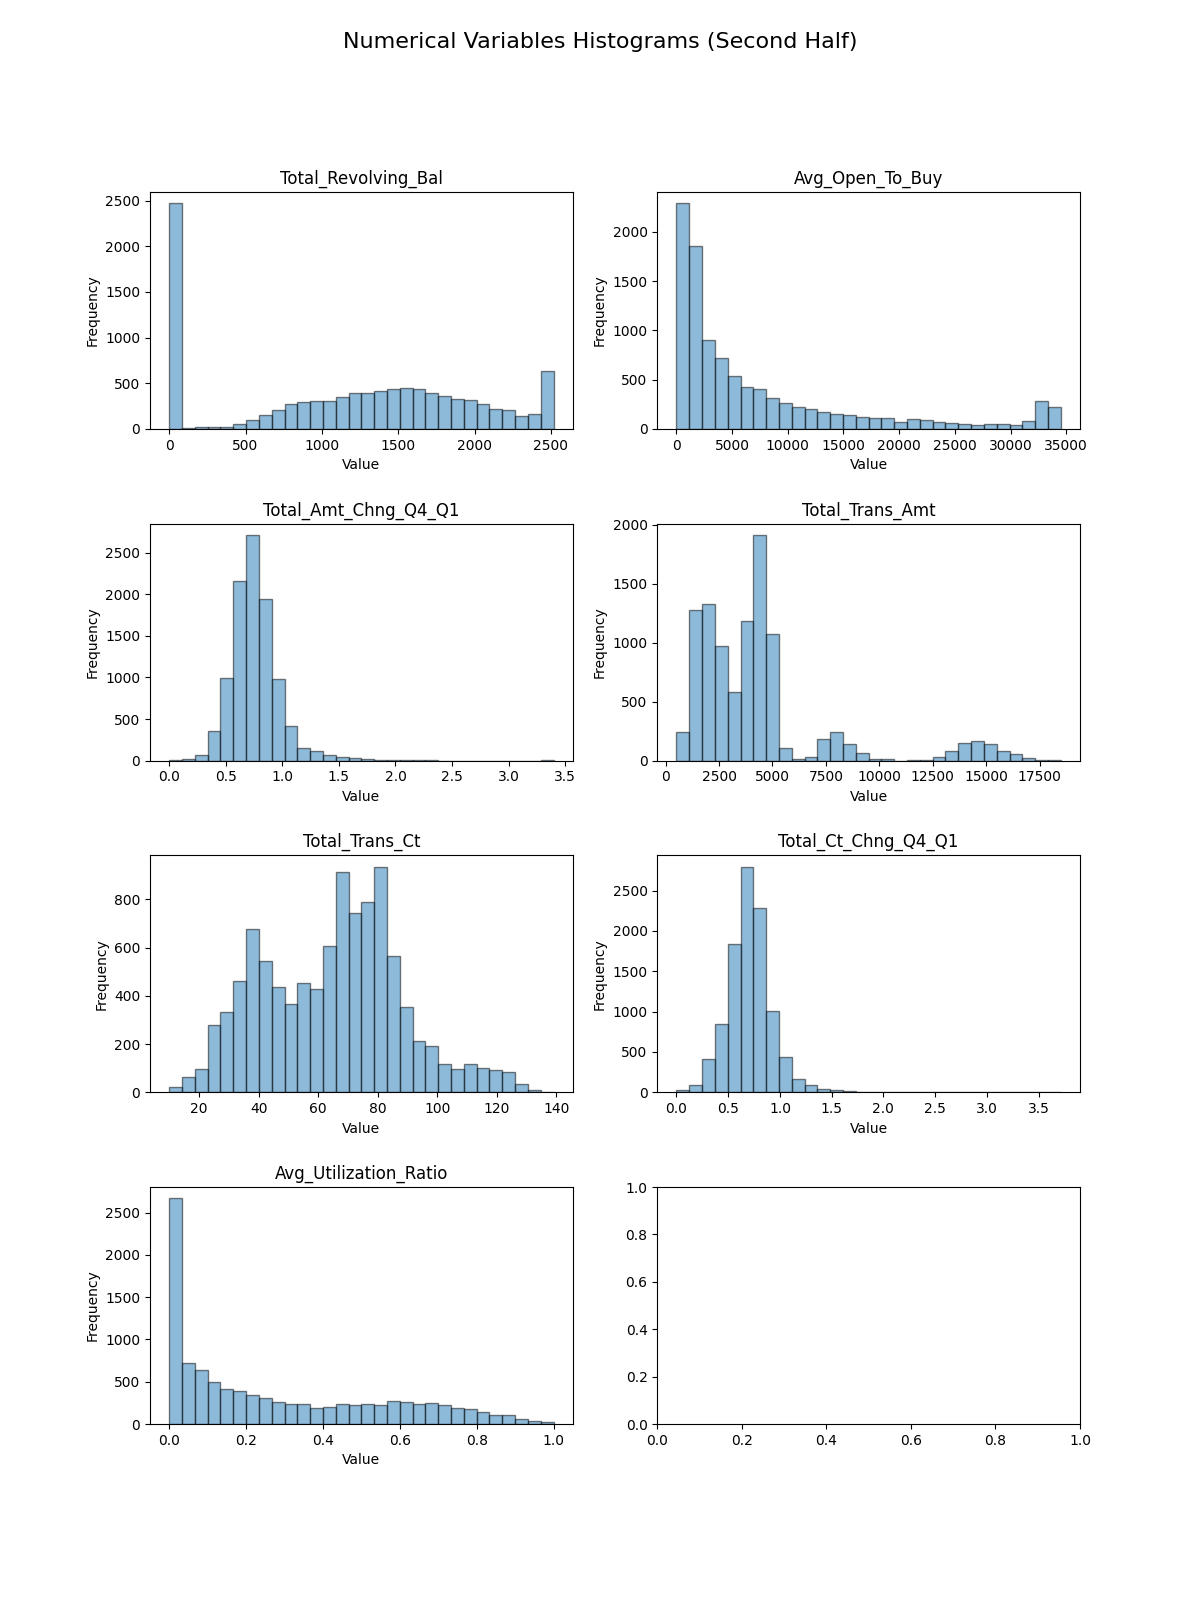 Numerical Variables Histograms (Second Half)
Total_Revolving_Bal
Frequency
2500
2000
1500
1000
500
0
0 500 1000 1500 2000 2500
Value
Avg_Open_To_Buy
Frequency
2000
1500
1000
500
0
0 5000 10000 15000 20000 25000 30000 35000
Value
Total_Amt_Chng_Q4_Q1
Frequency
2500
2000
1500
1000
500
0
0.0 0.5 1.0 1.5 2.0 2.5 3.0 3.5
Value
Total_Trans_Amt
Frequency
2000
1500
1000
500
0
0 2500 5000 7500 10000 12500 15000 17500
Value
Total_Trans_Ct
Frequency
800
600
400
200
0
20 40 60 80 100 120 140
Value
Total_Ct_Chng_Q4_Q1
Frequency
2500
2000
1500
1000
500
0
0.0 0.5 1.0 1.5 2.0 2.5 3.0 3.5
Value
Avg_Utilization_Ratio
Frequency
2500
2000
1500
1000
500
0
0.0 0.2 0.4 0.6 0.8 1.0
Value
1.0
0.8
0.6
0.4
0.2
0.0
0.0 0.2 0.4 0.6 0.8 1.0